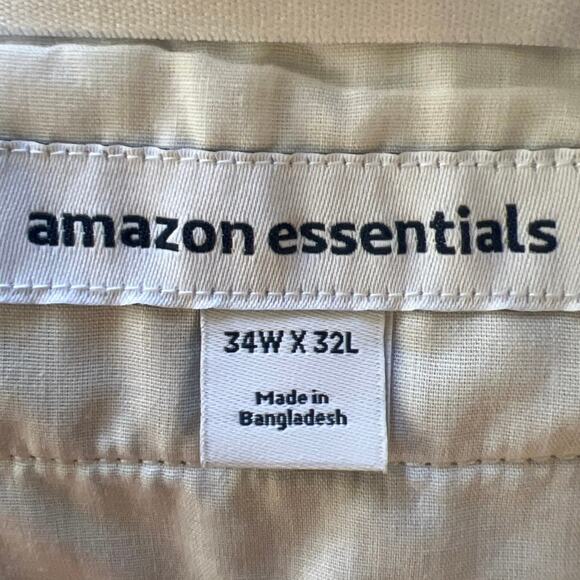 amazon essentials
34W X 32L
Made in
Bangladesh